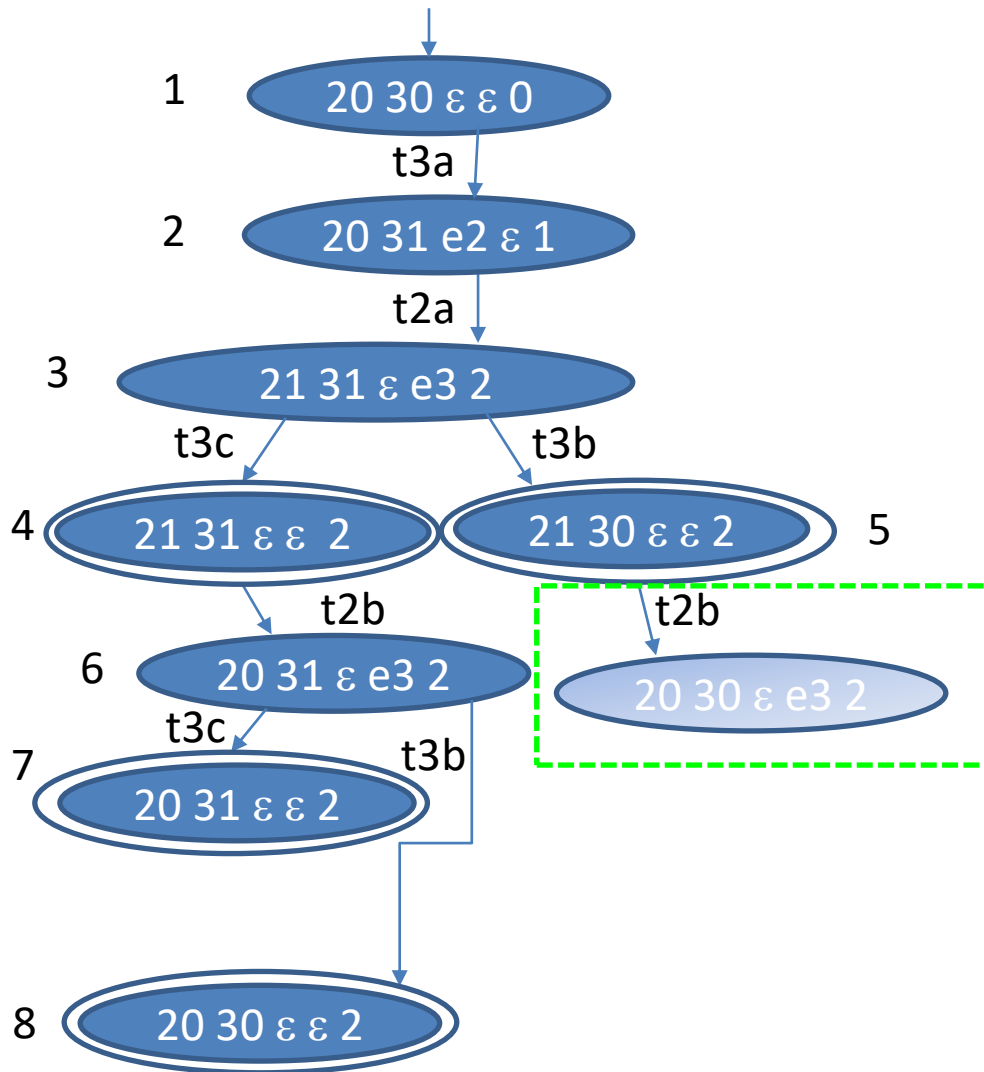 1 20 30 ε ε 0
t3a
2 20 31 e2 ε 1
t2a
3 21 31 ε e3 2
t3c t3b
4 21 31 ε ε 2 21 30 ε ε 2 5
t2b t2b
6 20 31 ε e3 2 20 30 ε e3 2
t3c t3b
7 20 31 ε ε 2
8 20 30 ε ε 2